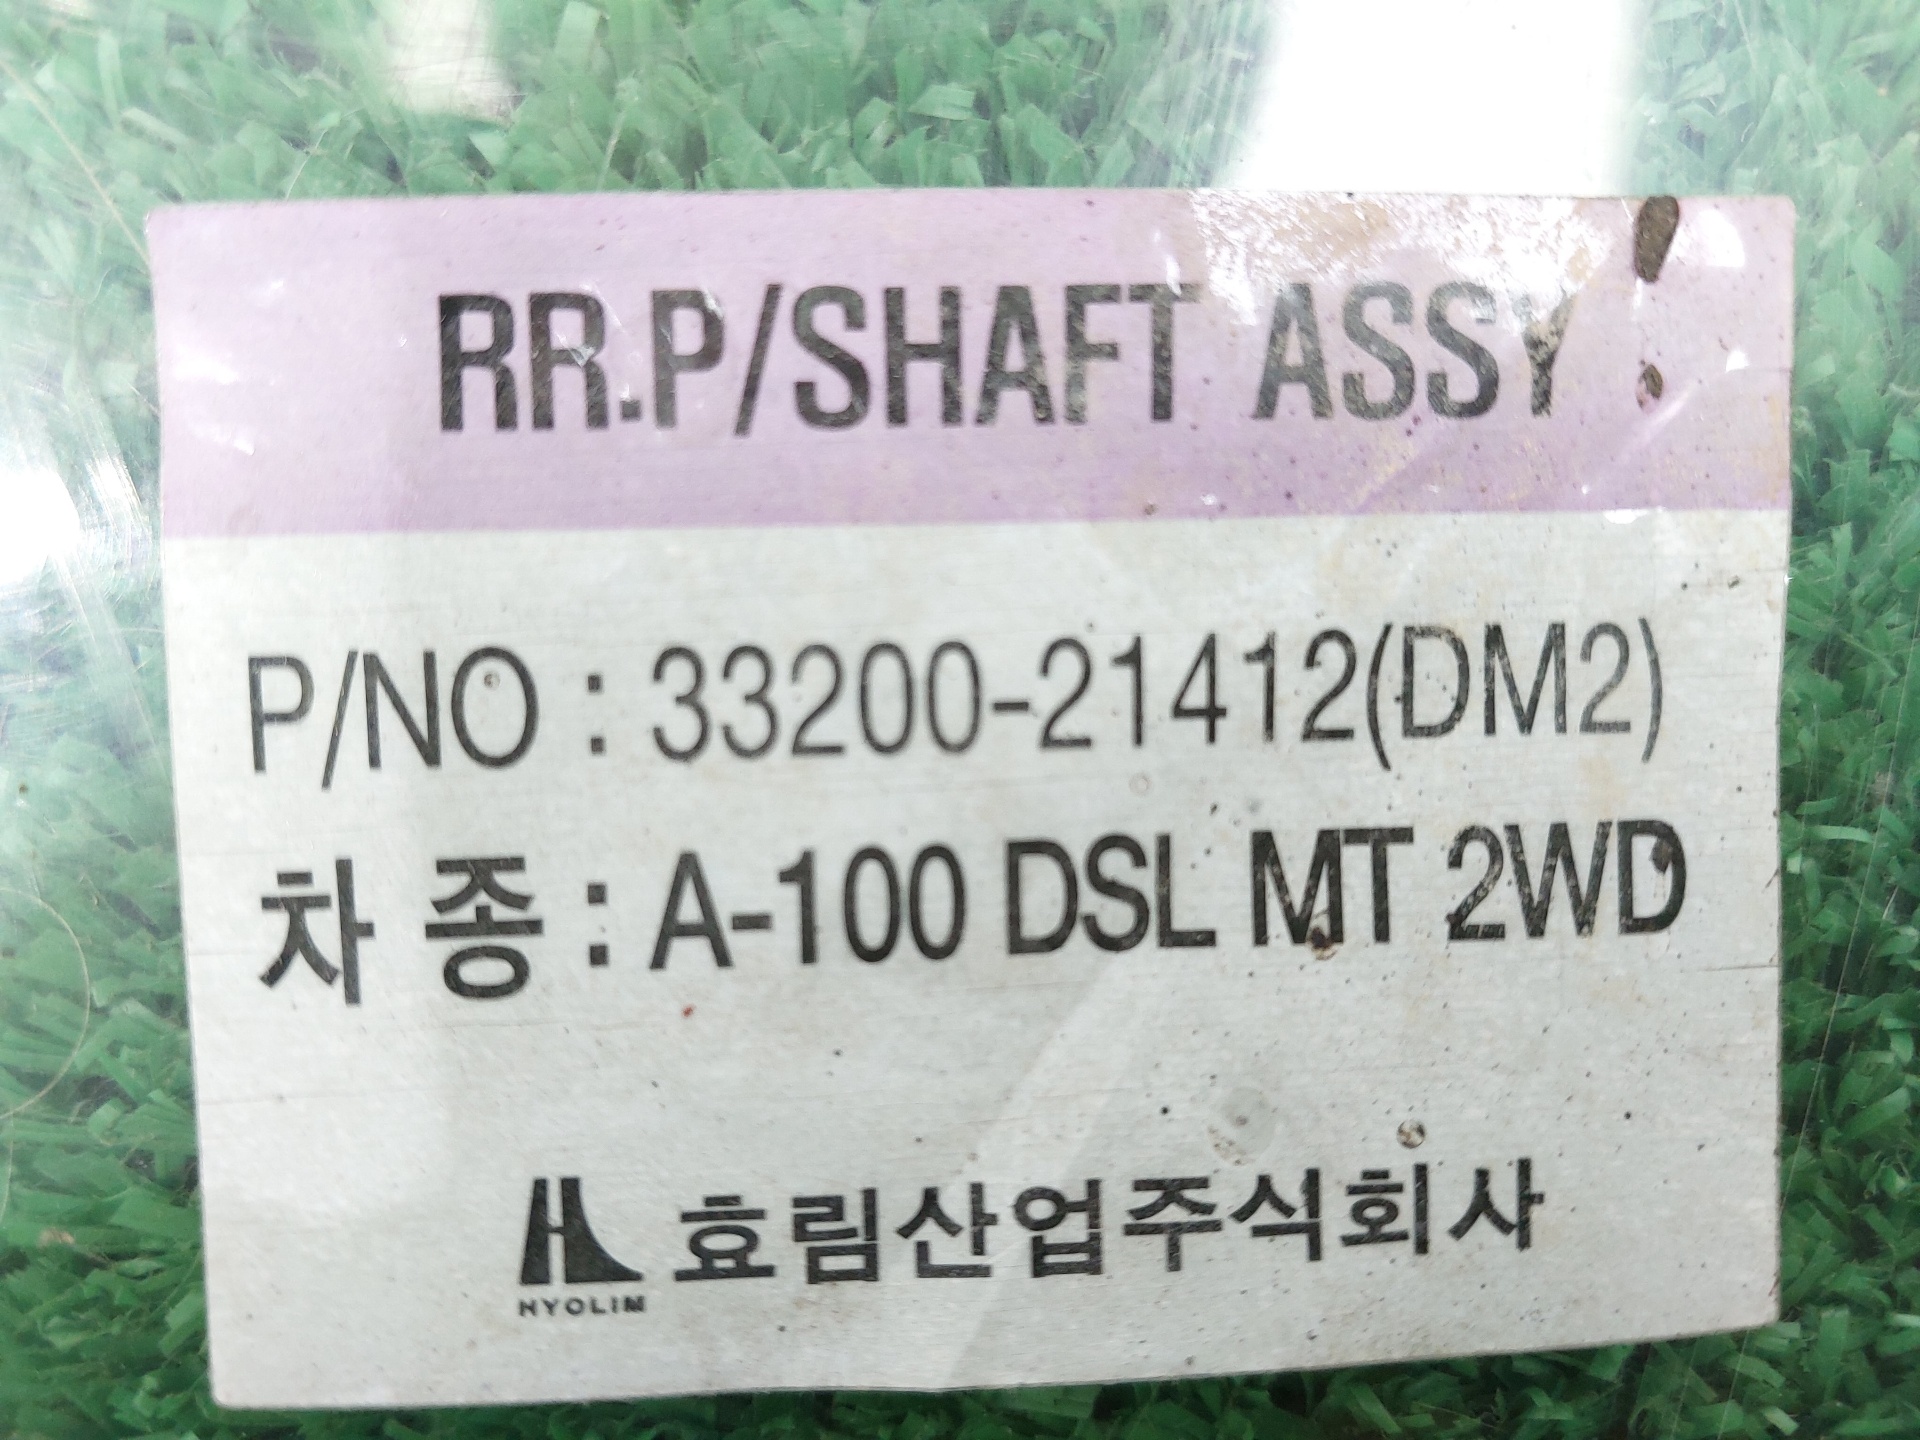 RR.P/SHAFT ASSY
P/NO : 33200-21412(DM2)
차 종 : A-100 DSL MT 2WD
효림산업주식회사
HYOLIM